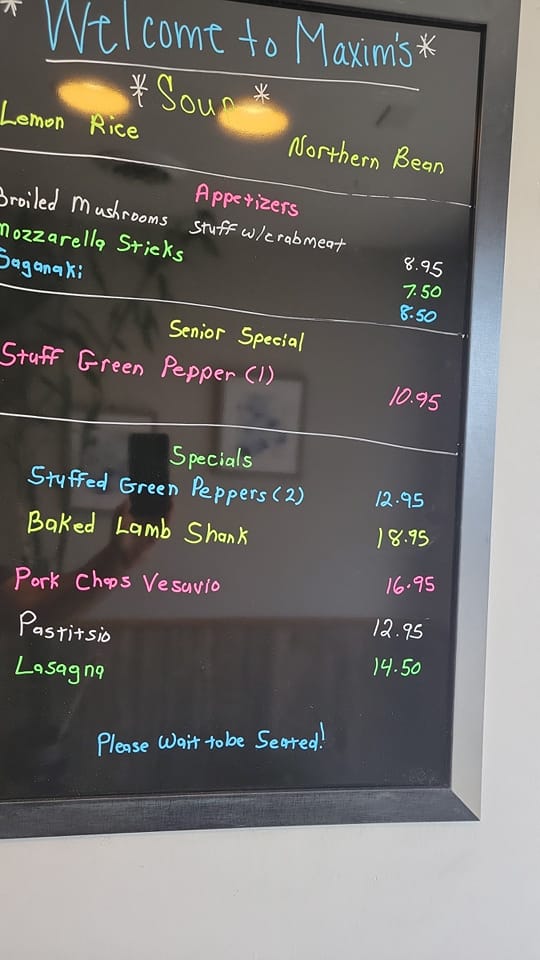 * Welcome to Maxim's *
* Soup *
Lemon Rice
Northern Bean
Appetizers
Broiled Mushrooms Stuff w/crabmeat 8.95
Mozzarella Sticks 7.50
Saganaki 8.50
Senior Special
Stuff Green Pepper (1) 10.95
Specials
Stuffed Green Peppers (2) 12.95
Baked Lamb Shank 18.95
Pork Chops Vesuvio 16.95
Pastitsio 12.95
Lasagna 14.50
Please Wait to be Seated!